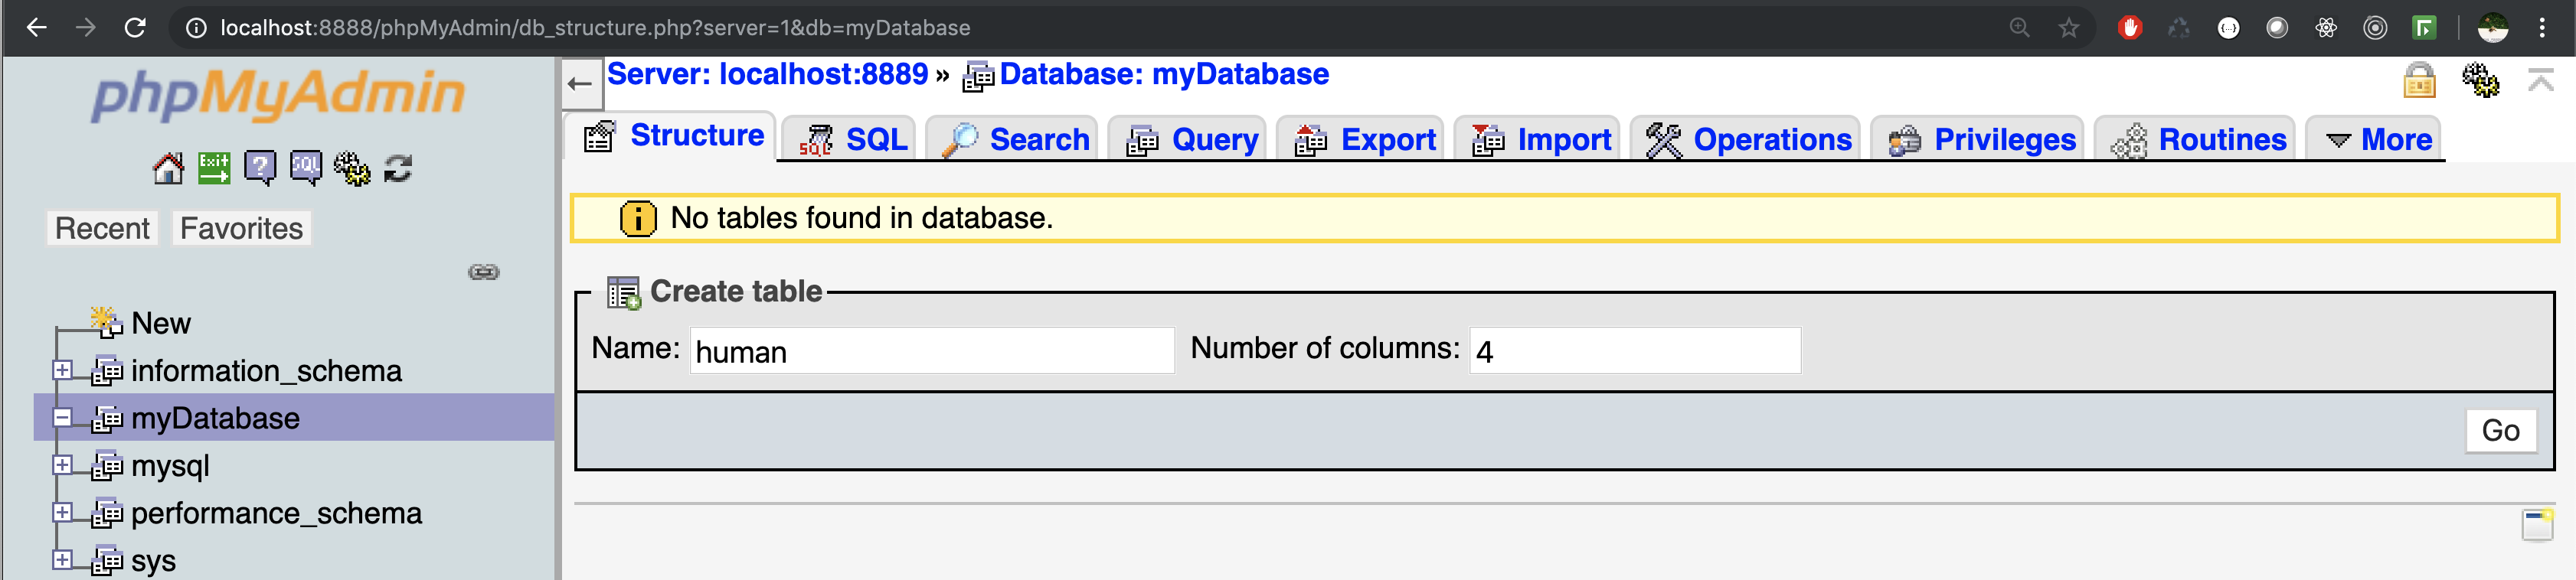 localhost:8888/phpMyAdmin/db_structure.php?server=1&db=myDatabase
phpMyAdmin
Exit
?
SQL
Recent Favorites
New
information_schema
myDatabase
mysql
performance_schema
sys
Server: localhost:8889 » Database: myDatabase
Structure SQL Search Query Export Import Operations Privileges Routines More
No tables found in database.
Create table
Name: human Number of columns: 4
Go